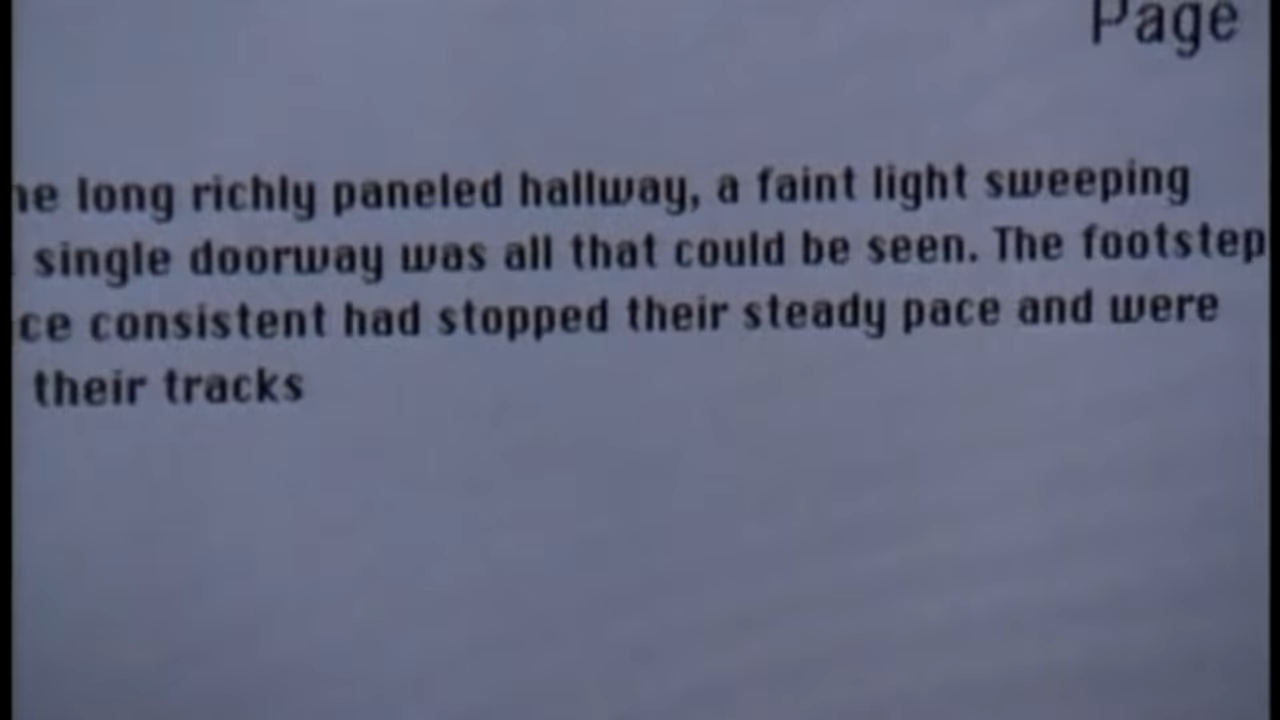 Page
he long richly paneled hallway, a faint light sweeping
single doorway was all that could be seen. The footstep
ce consistent had stopped their steady pace and were
their tracks